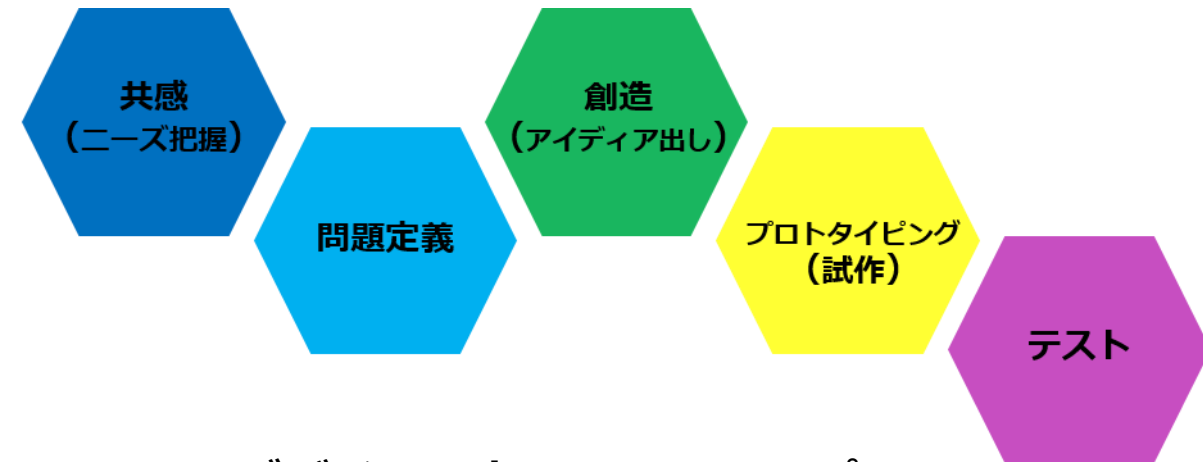 共感
（ニーズ把握）
問題定義
創造
（アイディア出し）
プロトタイピング
（試作）
テスト